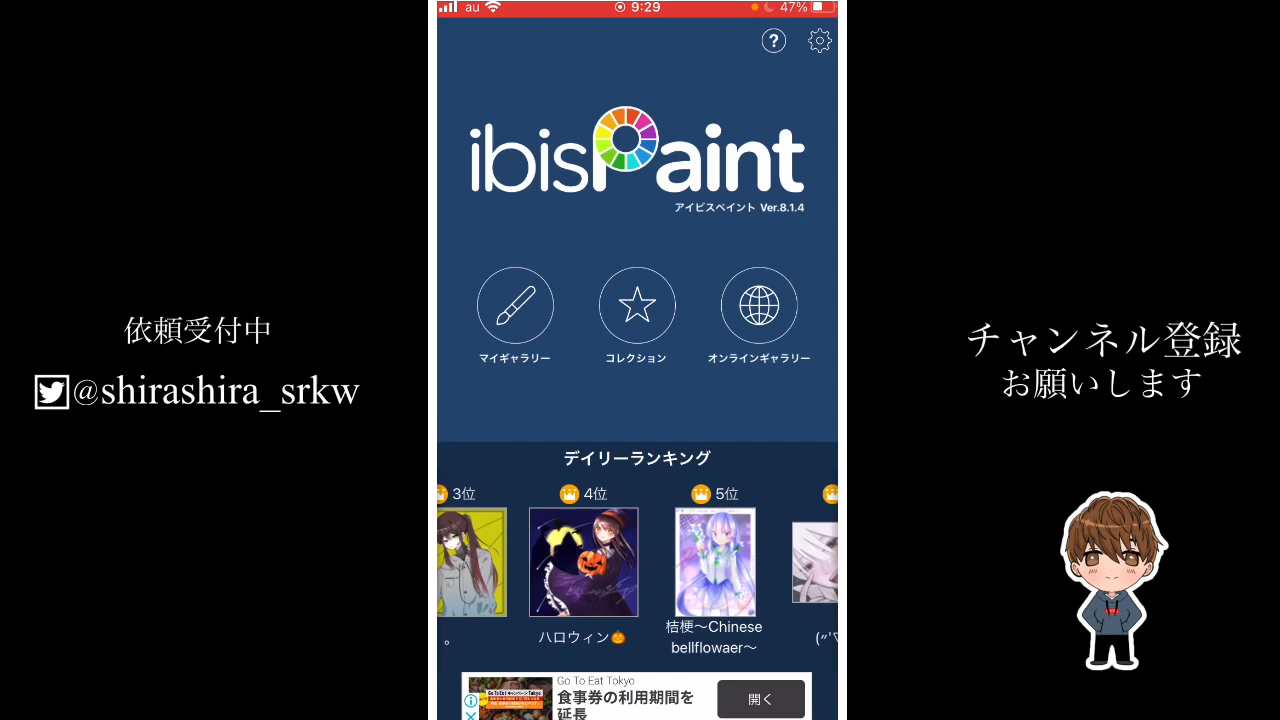 au
9:29
47%
?
ibisPaint
アイビスペイント Ver.8.1.4
マイギャラリー
コレクション
オンラインギャラリー
依頼受付中
@shirashira_srkw
チャンネル登録
お願いします
デイリーランキング
3位
4位
5位
。
ハロウィン🎃
桔梗〜Chinese
bellflowaer〜
Go To Eat Tokyo
食事券の利用期間を
延長
開く